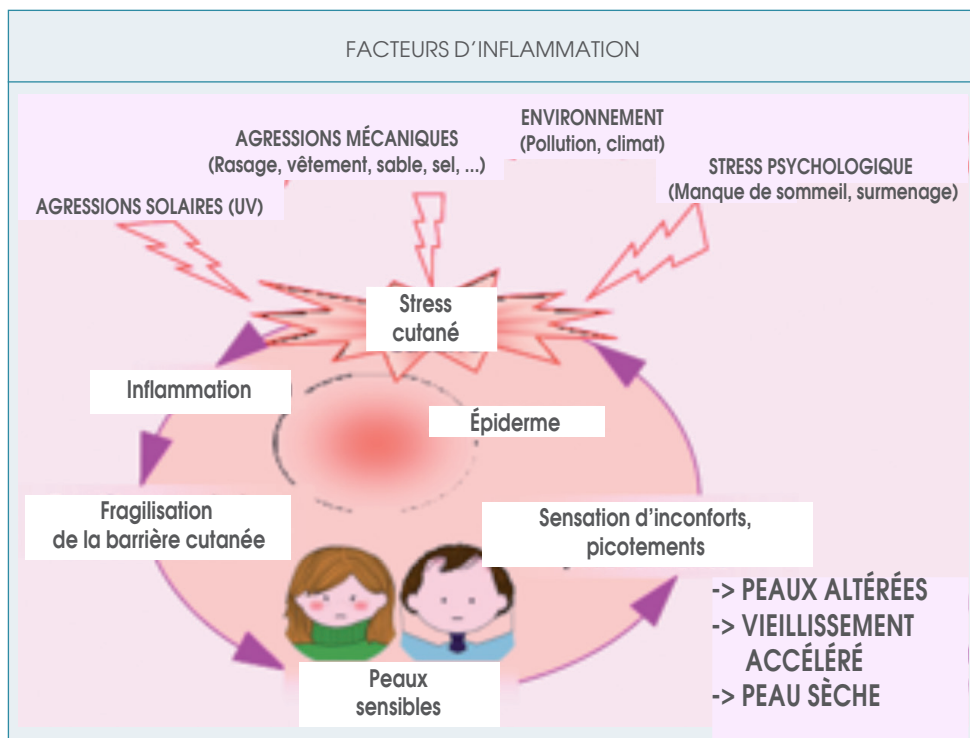 FACTEURS D'INFLAMMATION
ENVIRONNEMENT
(Pollution, climat)
AGRESSIONS MÉCANIQUES
(Rasage, vêtement, sable, sel, ...)
STRESS PSYCHOLOGIQUE
(Manque de sommeil, surmenage)
AGRESSIONS SOLAIRES (UV)
Stress
cutané
Inflammation
Épiderme
Fragilisation
de la barrière cutanée
Sensation d'inconforts,
picotements
-> PEAUX ALTÉRÉES
-> VIEILLISSEMENT
ACCÉLÉRÉ
-> PEAU SÈCHE
Peaux
sensibles